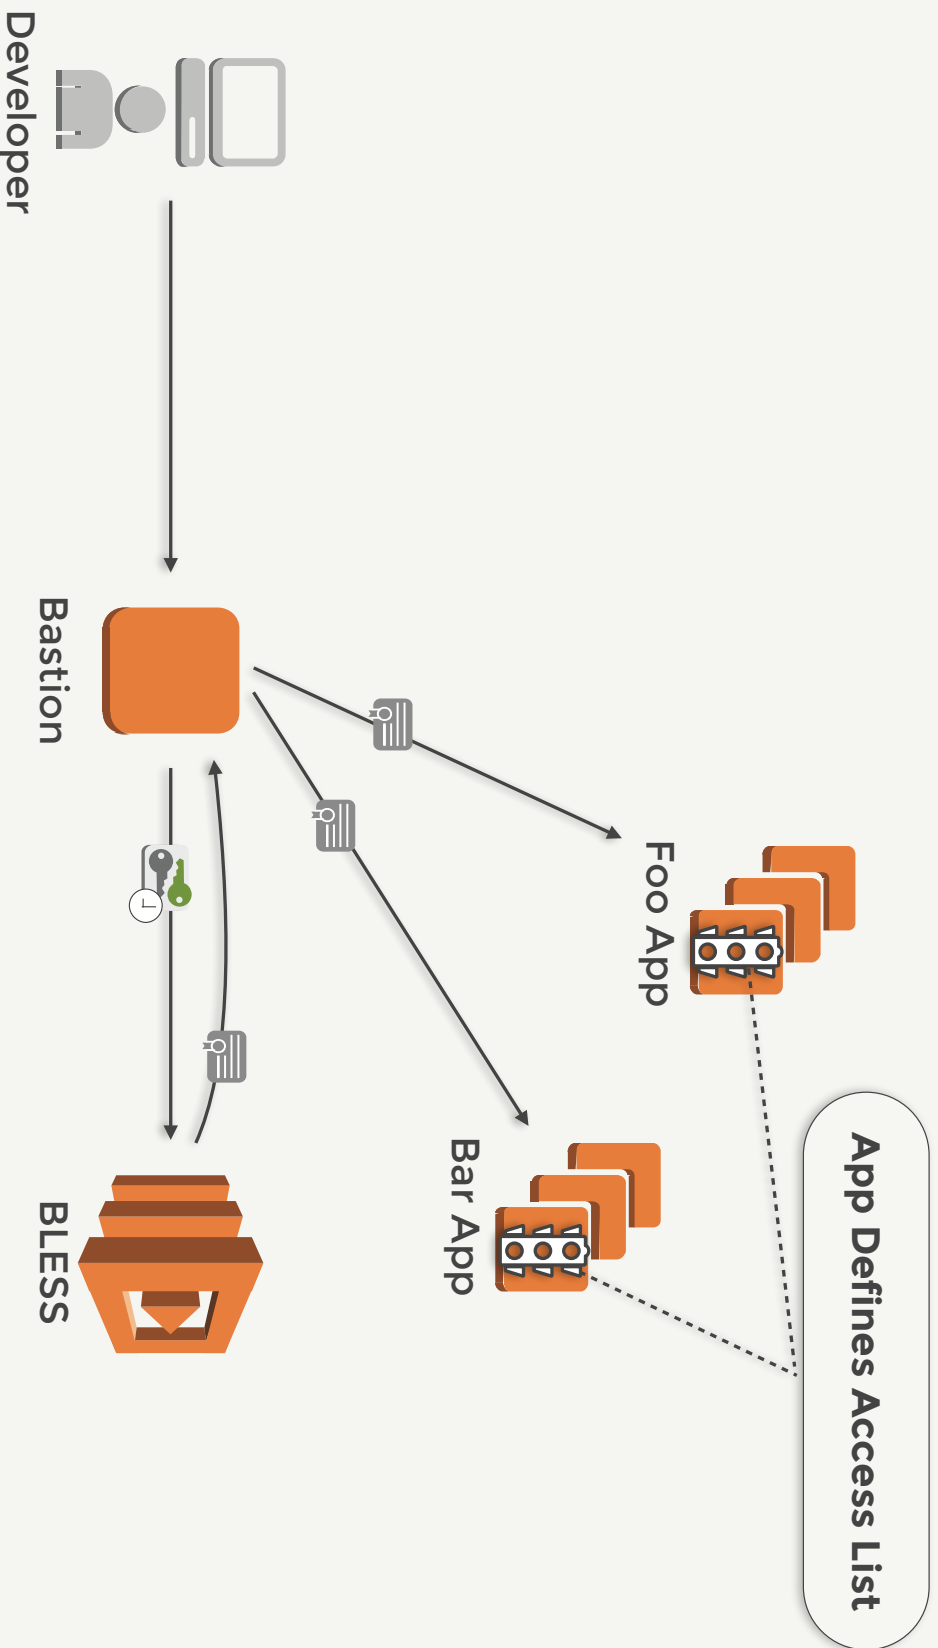 App Defines Access List
Foo App
Bar App
Developer
Bastion
BLESS